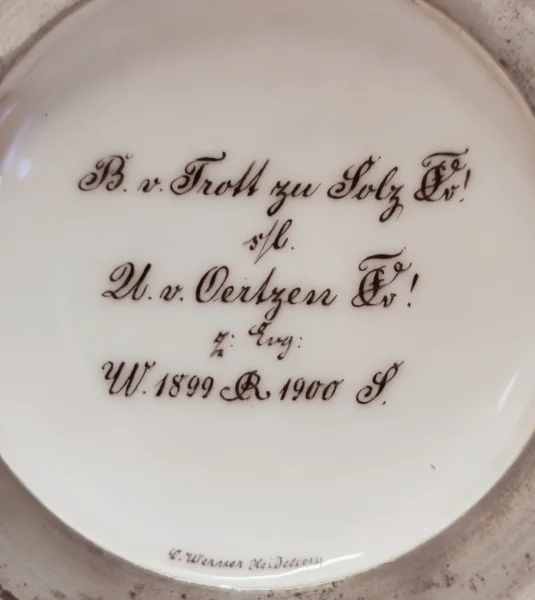 B. v. Trott zu Solz !
s/l.
U. v. Oertzen !
z. Erg:
W. 1899 R 1900 S.
C. Werner Heidelberg